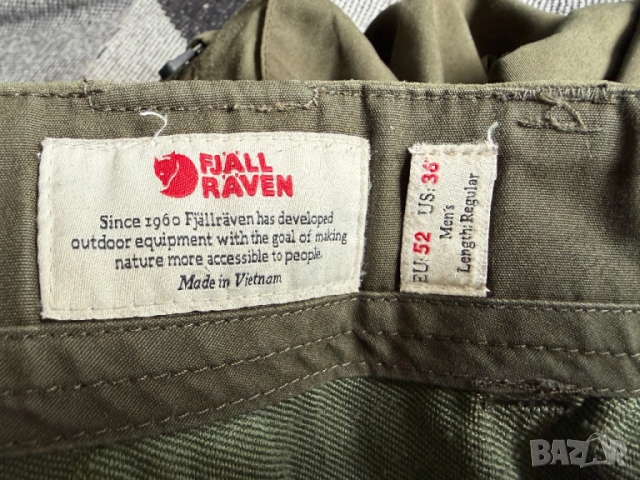 FJÄLL
RÄVEN
Since 1960 Fjällräven has developed
outdoor equipment with the goal of making
nature more accessible to people.
Made in Vietnam
EU: 52 US: 36
Men's
Length: Regular
BAZAR